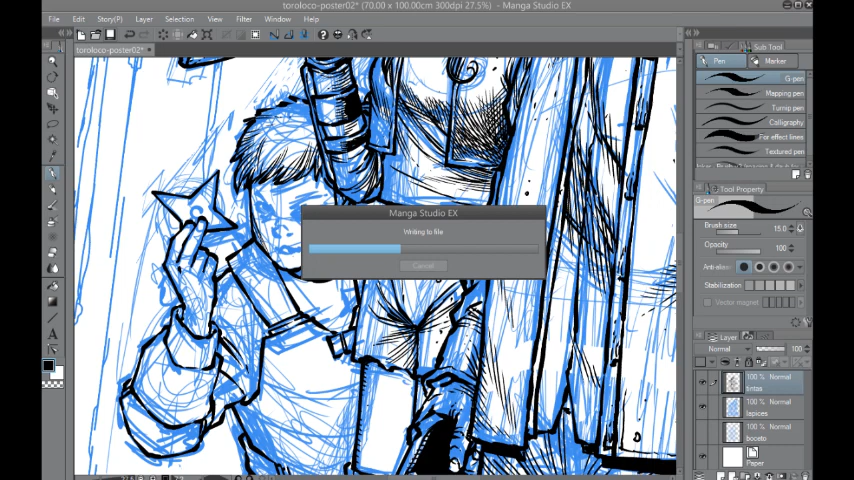 toroloco-poster02* (70.00 x 100.00cm 300dpi 27.5%) - Manga Studio EX
File Edit Story(P) Layer Selection View Filter Window Help
toroloco-poster02*
Sub Tool
Pen Marker
G-pen
Mapping pen
Turnip pen
Calligraphy
For effect lines
Textured pen
Tool Property
G-pen
Brush size 15.0
Opacity 100
Anti-alias
Stabilization
Vector magnet
Manga Studio EX
Writing to file
Cancel
Layer
Normal 100
100 % Normal
tintas
100 % Normal
lapices
100 % Normal
boceto
Paper